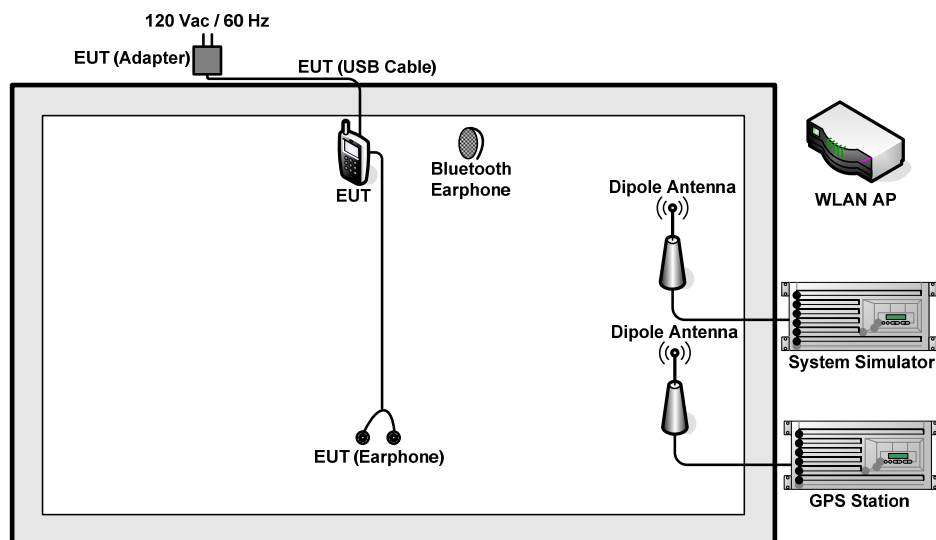 120 Vac / 60 Hz
EUT (Adapter)
EUT (USB Cable)
EUT
Bluetooth
Earphone
Dipole Antenna
WLAN AP
Dipole Antenna
System Simulator
EUT (Earphone)
GPS Station